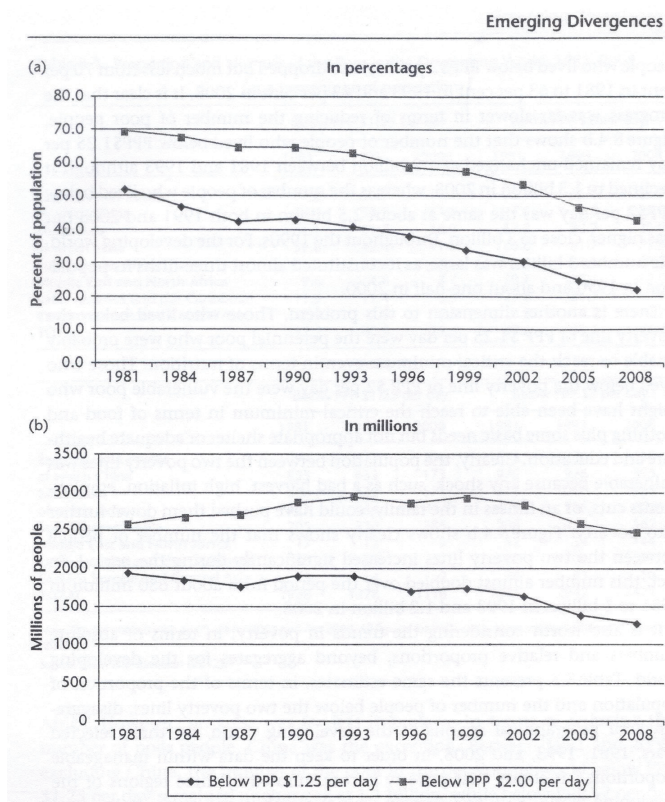 Emerging Divergences
(a)
In percentages
Percent of population
80.0
70.0
60.0
50.0
40.0
30.0
20.0
10.0
0.0
1981 1984 1987 1990 1993 1996 1999 2002 2005 2008
(b)
In millions
Millions of people
3500
3000
2500
2000
1500
1000
500
0
1981 1984 1987 1990 1993 1996 1999 2002 2005 2008
Below PPP $1.25 per day Below PPP $2.00 per day